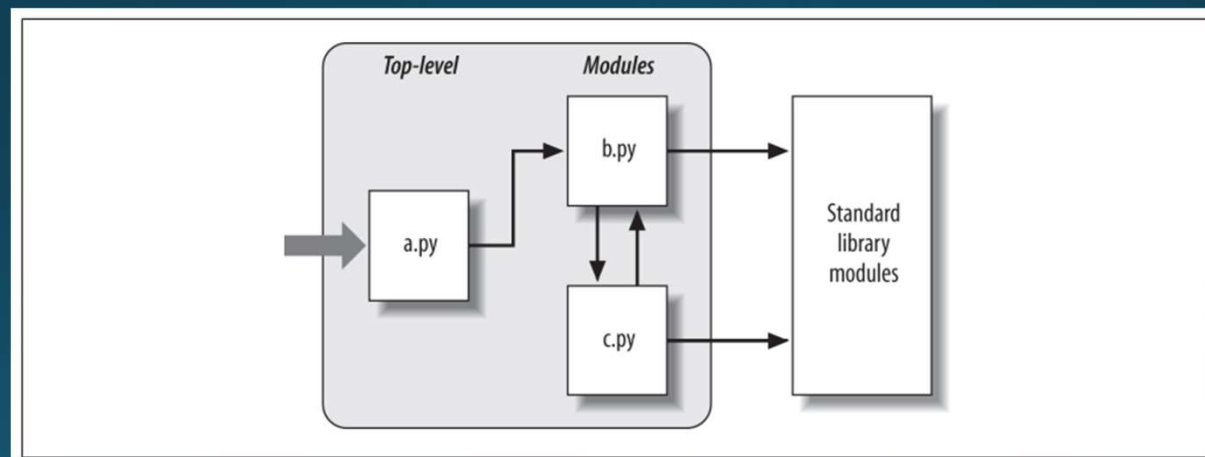 Top-level
Modules
b.py
a.py
c.py
Standard
library
modules